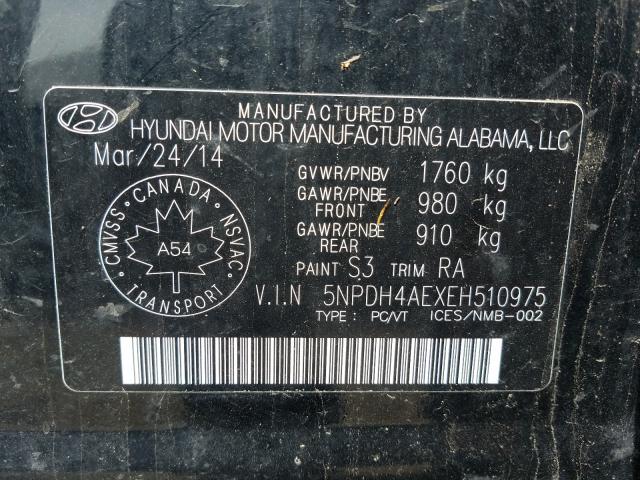 MANUFACTURED BY
HYUNDAI MOTOR MANUFACTURING ALABAMA, LLC
Mar/24/14
GVWR/PNBV 1760 kg
GAWR/PNBE FRONT 980 kg
GAWR/PNBE REAR 910 kg
PAINT S3 TRIM RA
CANADA
CMVSS NSVAC
A54
TRANSPORT
V.I.N 5NPDH4AEXEH510975
TYPE : PC/VT ICES/NMB-002